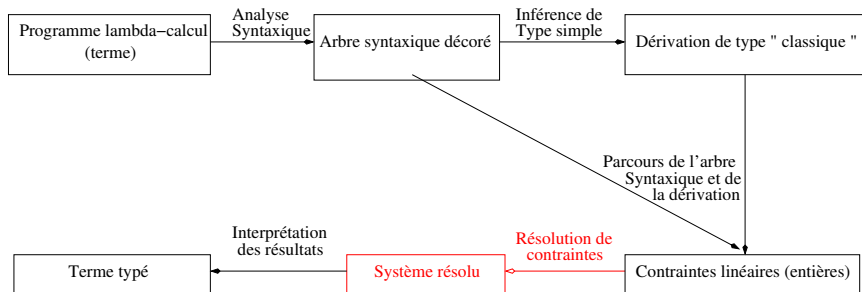 Programme lambda−calcul
(terme)
Analyse
Syntaxique
Arbre syntaxique décoré
Inférence de
Type simple
Dérivation de type " classique "
Parcours de l'arbre
Syntaxique et de
la dérivation
Terme typé
Interprétation
des résultats
Système résolu
Résolution de
contraintes
Contraintes linéaires (entières)